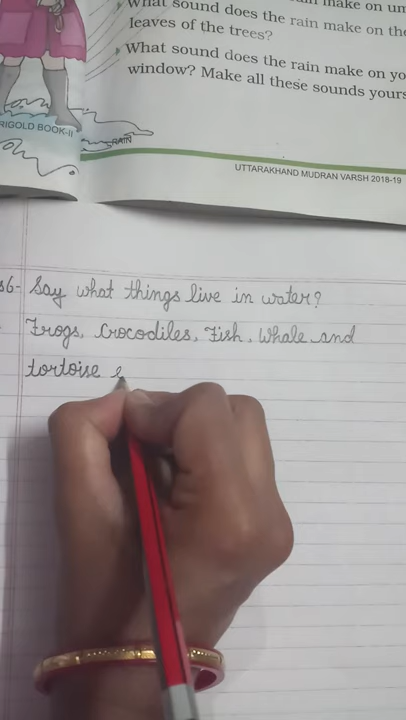 What sound does the rain make on the
leaves of the trees?
What sound does the rain make on yo
window? Make all these sounds yours
RIGOLD BOOK-II
RAIN
UTTARAKHAND MUDRAN VARSH 2018-19
Say what things live in water?
Frogs, Crocodiles, Fish, Whale and
tortoise e